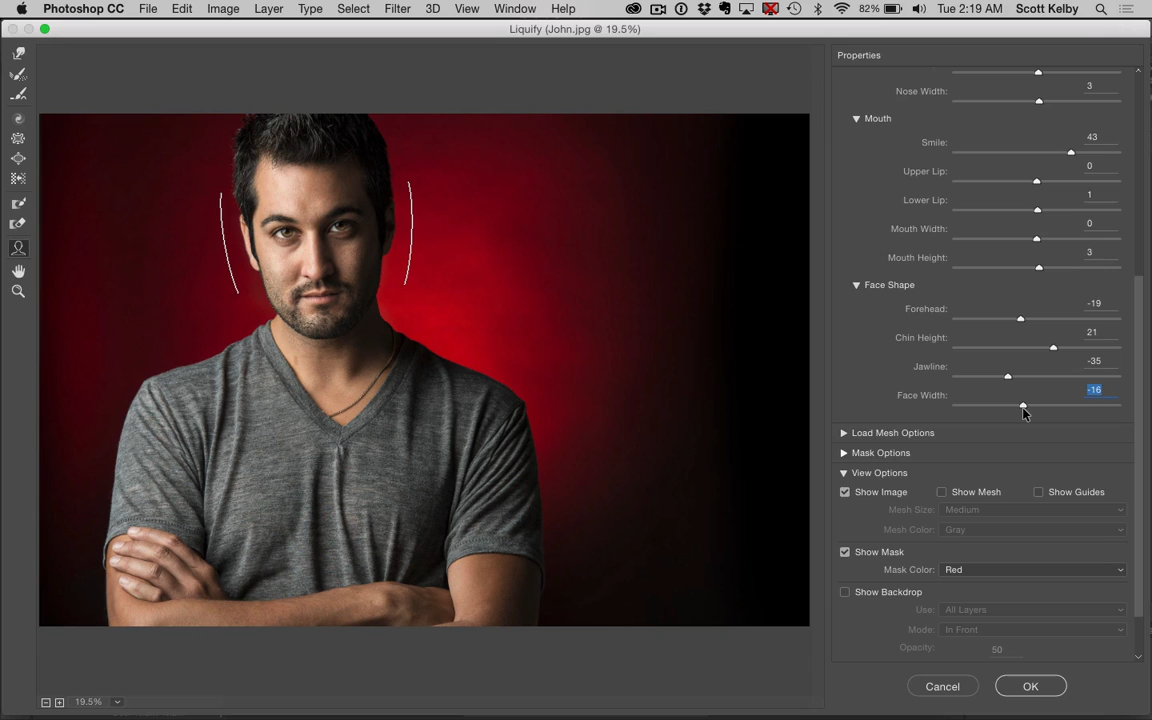 Photoshop CC File Edit Image Layer Type Select Filter 3D View Window Help 82% Tue 2:19 AM Scott Kelby
Liquify (John.jpg @ 19.5%)
Properties
Nose Width: 3
Mouth
Smile: 43
Upper Lip: 0
Lower Lip: 1
Mouth Width: 0
Mouth Height: 3
Face Shape
Forehead: -19
Chin Height: 21
Jawline: -35
Face Width: -16
Load Mesh Options
Mask Options
View Options
Show Image Show Mesh Show Guides
Mesh Size: Medium
Mesh Color: Gray
Show Mask
Mask Color: Red
Show Backdrop
Use: All Layers
Mode: In Front
Opacity: 50
Cancel OK
19.5%